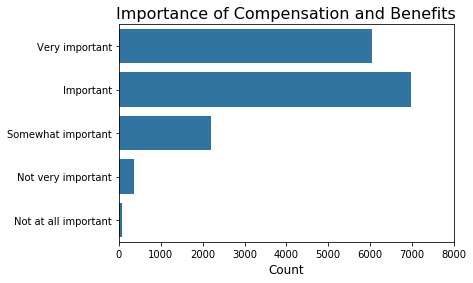 Importance of Compensation and Benefits
Very important
Important
Somewhat important
Not very important
Not at all important
0 1000 2000 3000 4000 5000 6000 7000 8000
Count